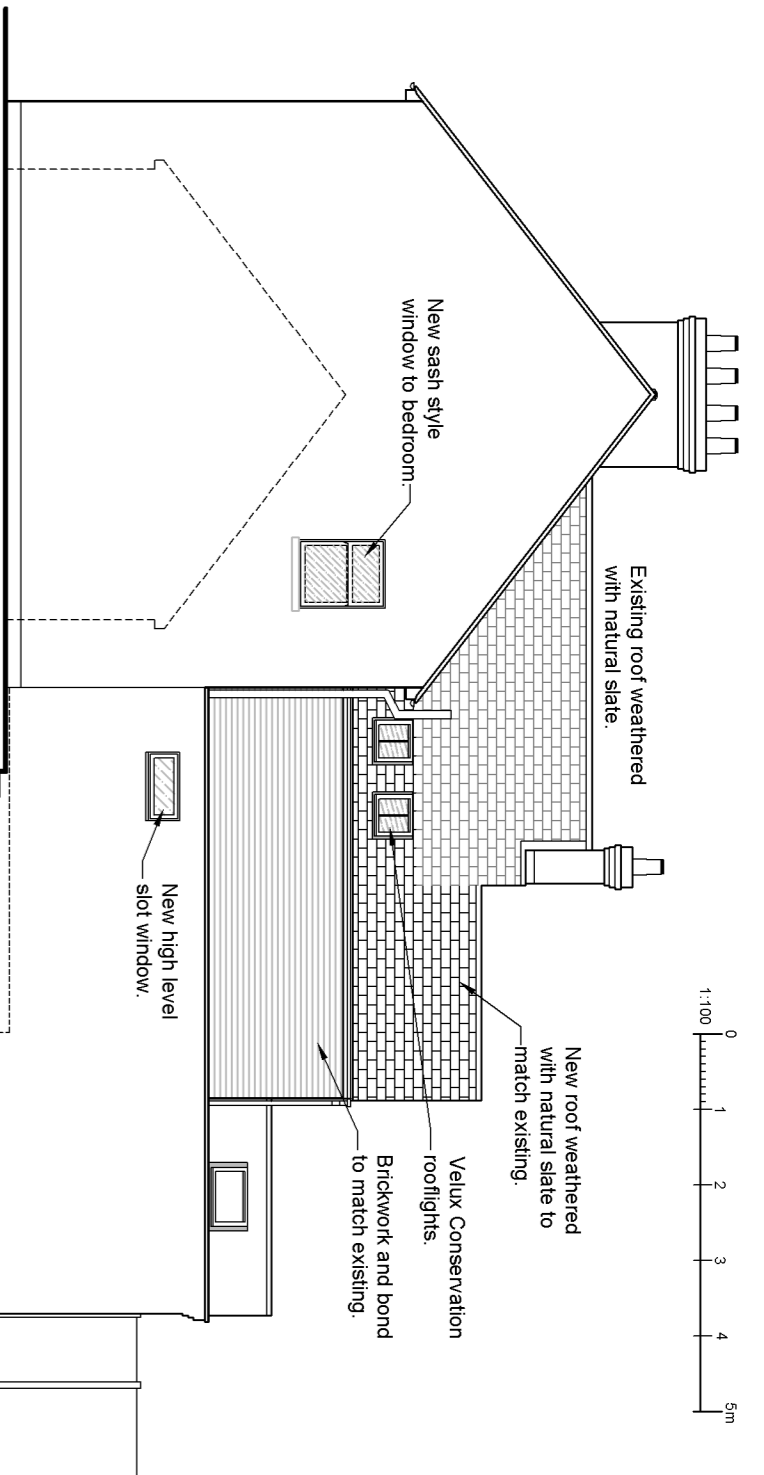 Existing roof weathered
with natural slate.
1:100
0
1
2
3
4
5m
New roof weathered
with natural slate to
match existing.
New sash style
window to bedroom.
Velux Conservation
rooflights.
Brickwork and bond
to match existing.
New high level
slot window.